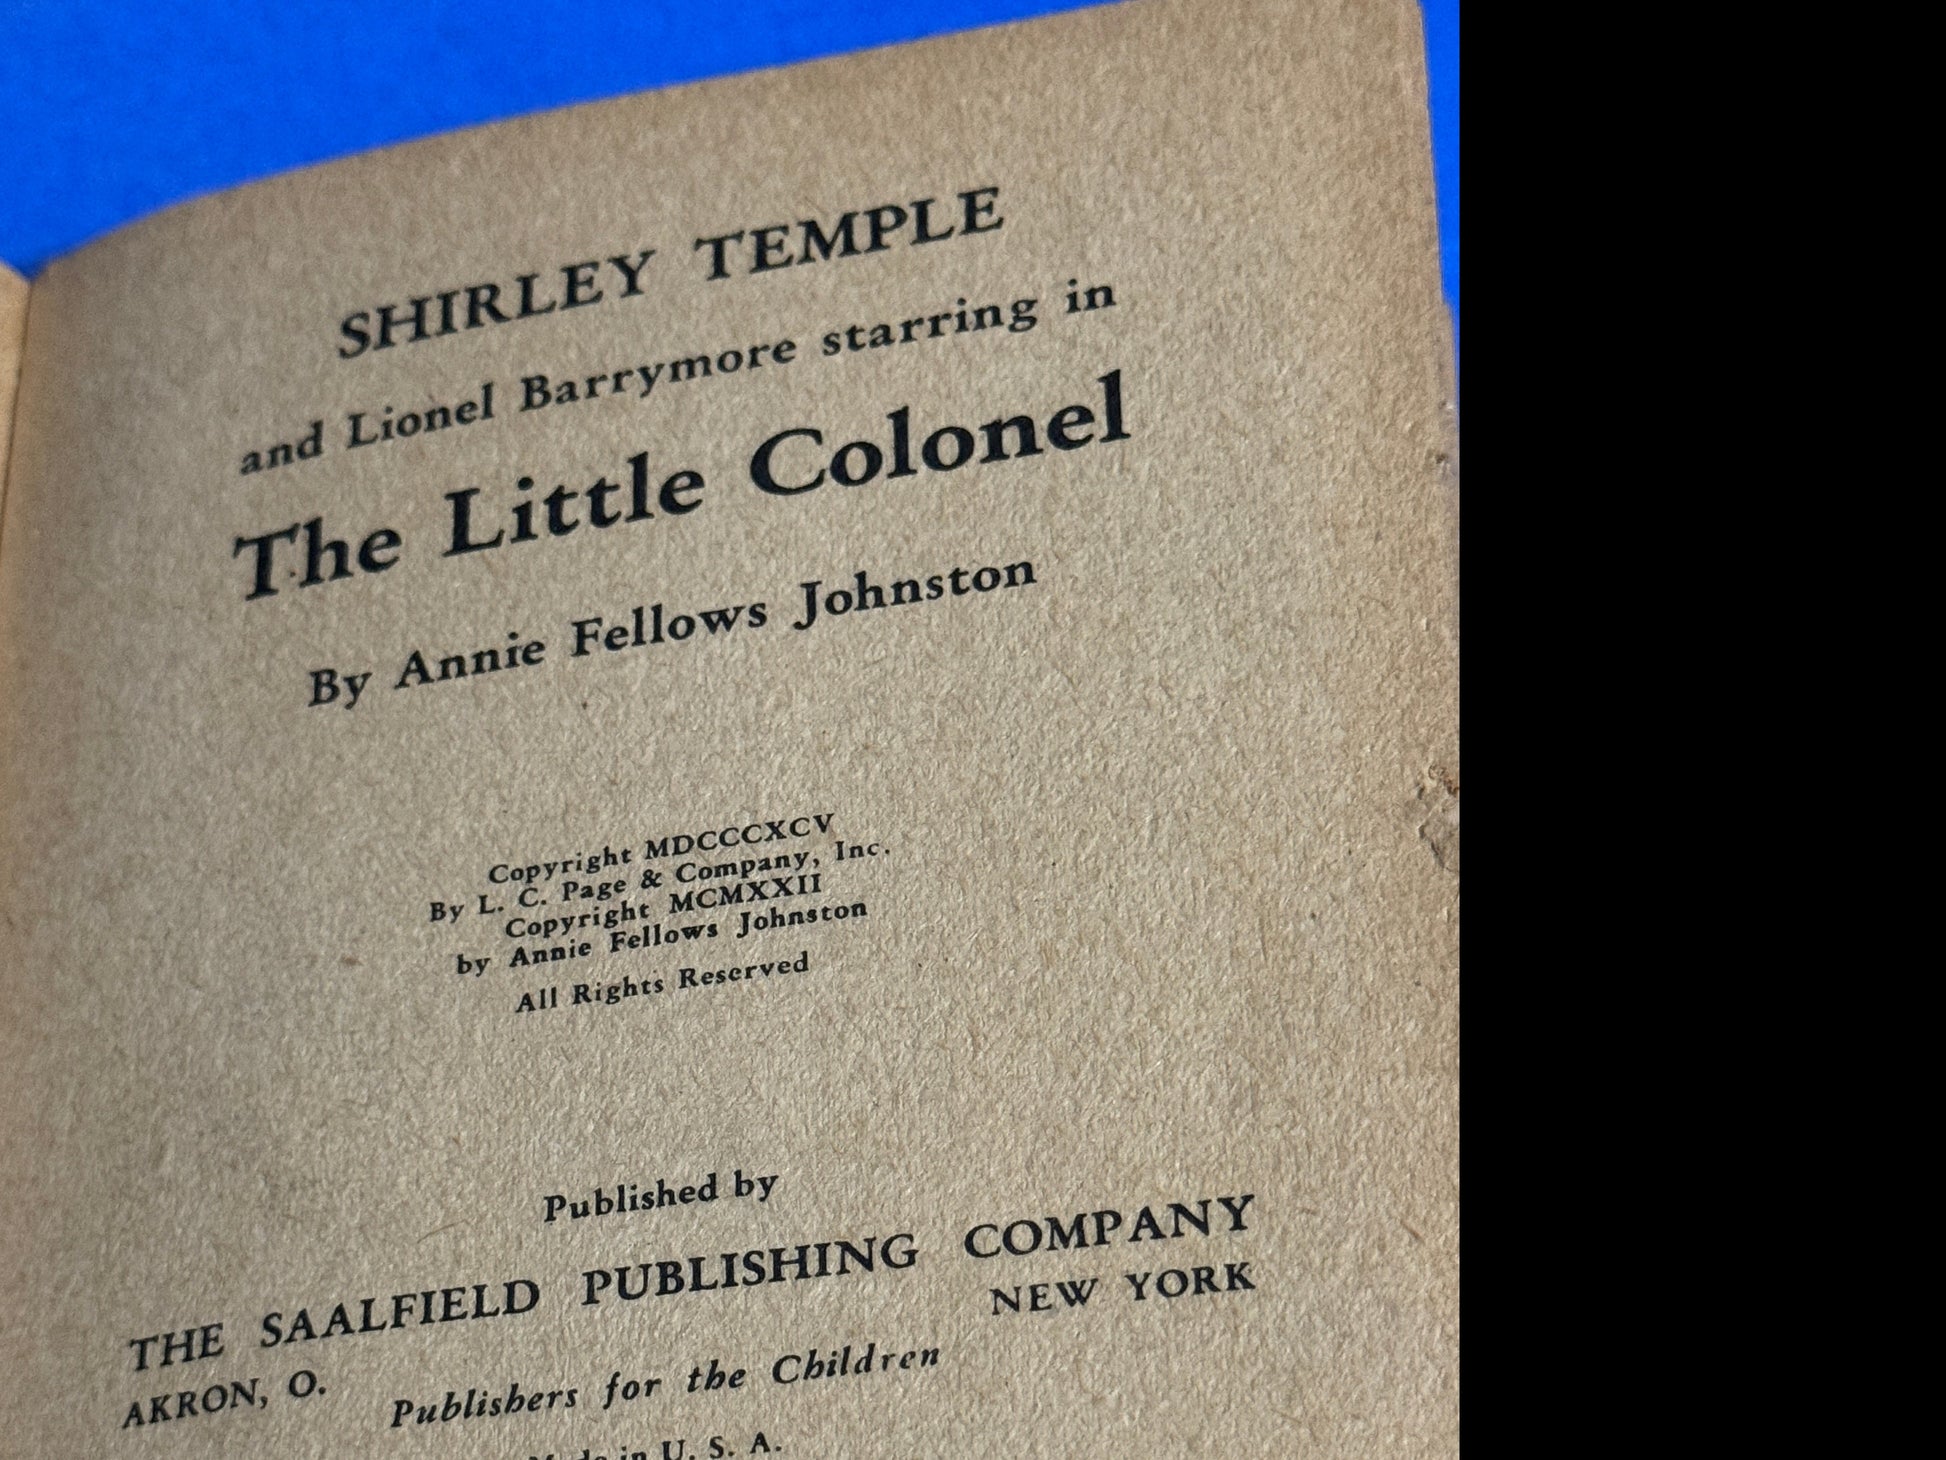 SHIRLEY TEMPLE
and Lionel Barrymore starring in
The Little Colonel
By Annie Fellows Johnston
Copyright MDCCCXCV
By L. C. Page & Company, Inc.
Copyright MCMXXII
by Annie Fellows Johnston
All Rights Reserved
Published by
THE SAALFIELD PUBLISHING COMPANY
AKRON, O. NEW YORK
Publishers for the Children
Made in U. S. A.